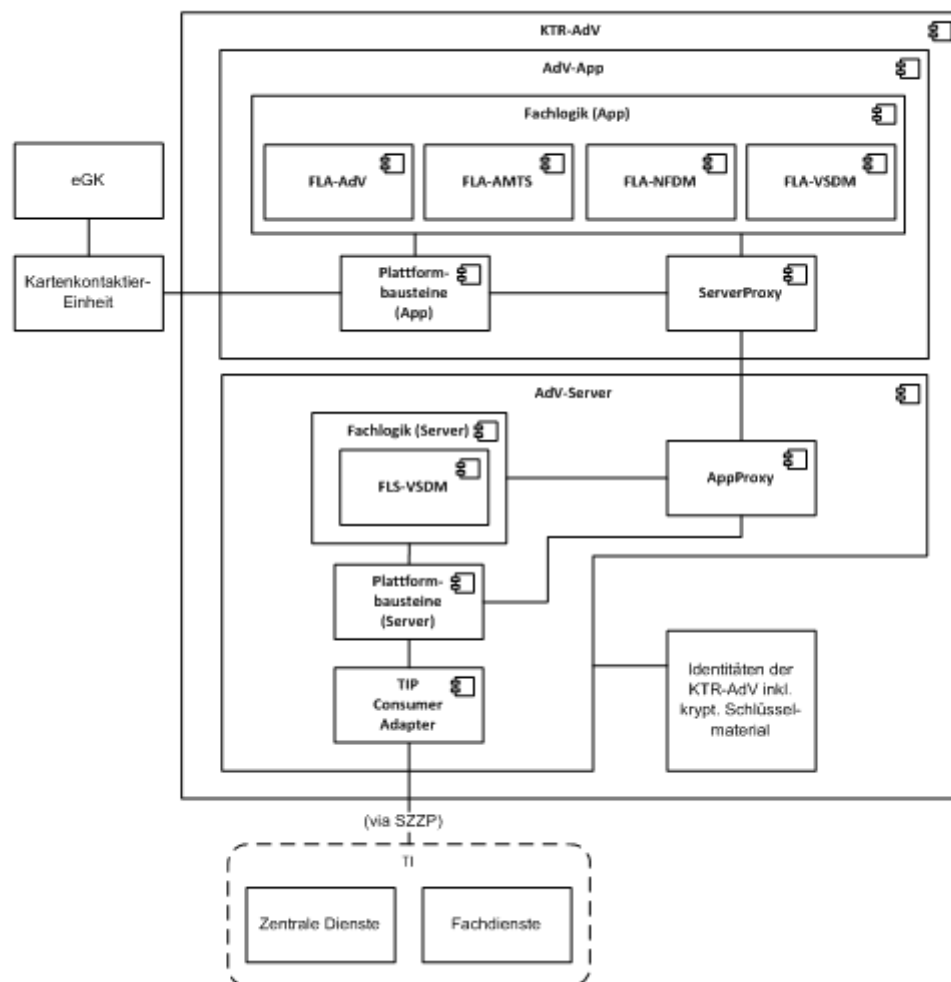 KTR-AdV
AdV-App
Fachlogik (App)
FLA-AdV
FLA-AMTS
FLA-NFDM
FLA-VSDM
eGK
Kartenkontaktier-
Einheit
Plattform-
bausteine
(App)
ServerProxy
AdV-Server
Fachlogik (Server)
FLS-VSDM
AppProxy
Plattform-
bausteine
(Server)
TIP
Consumer
Adapter
Identitäten der
KTR-AdV inkl.
krypt. Schlüssel-
material
(via SZZP)
TI
Zentrale Dienste
Fachdienste